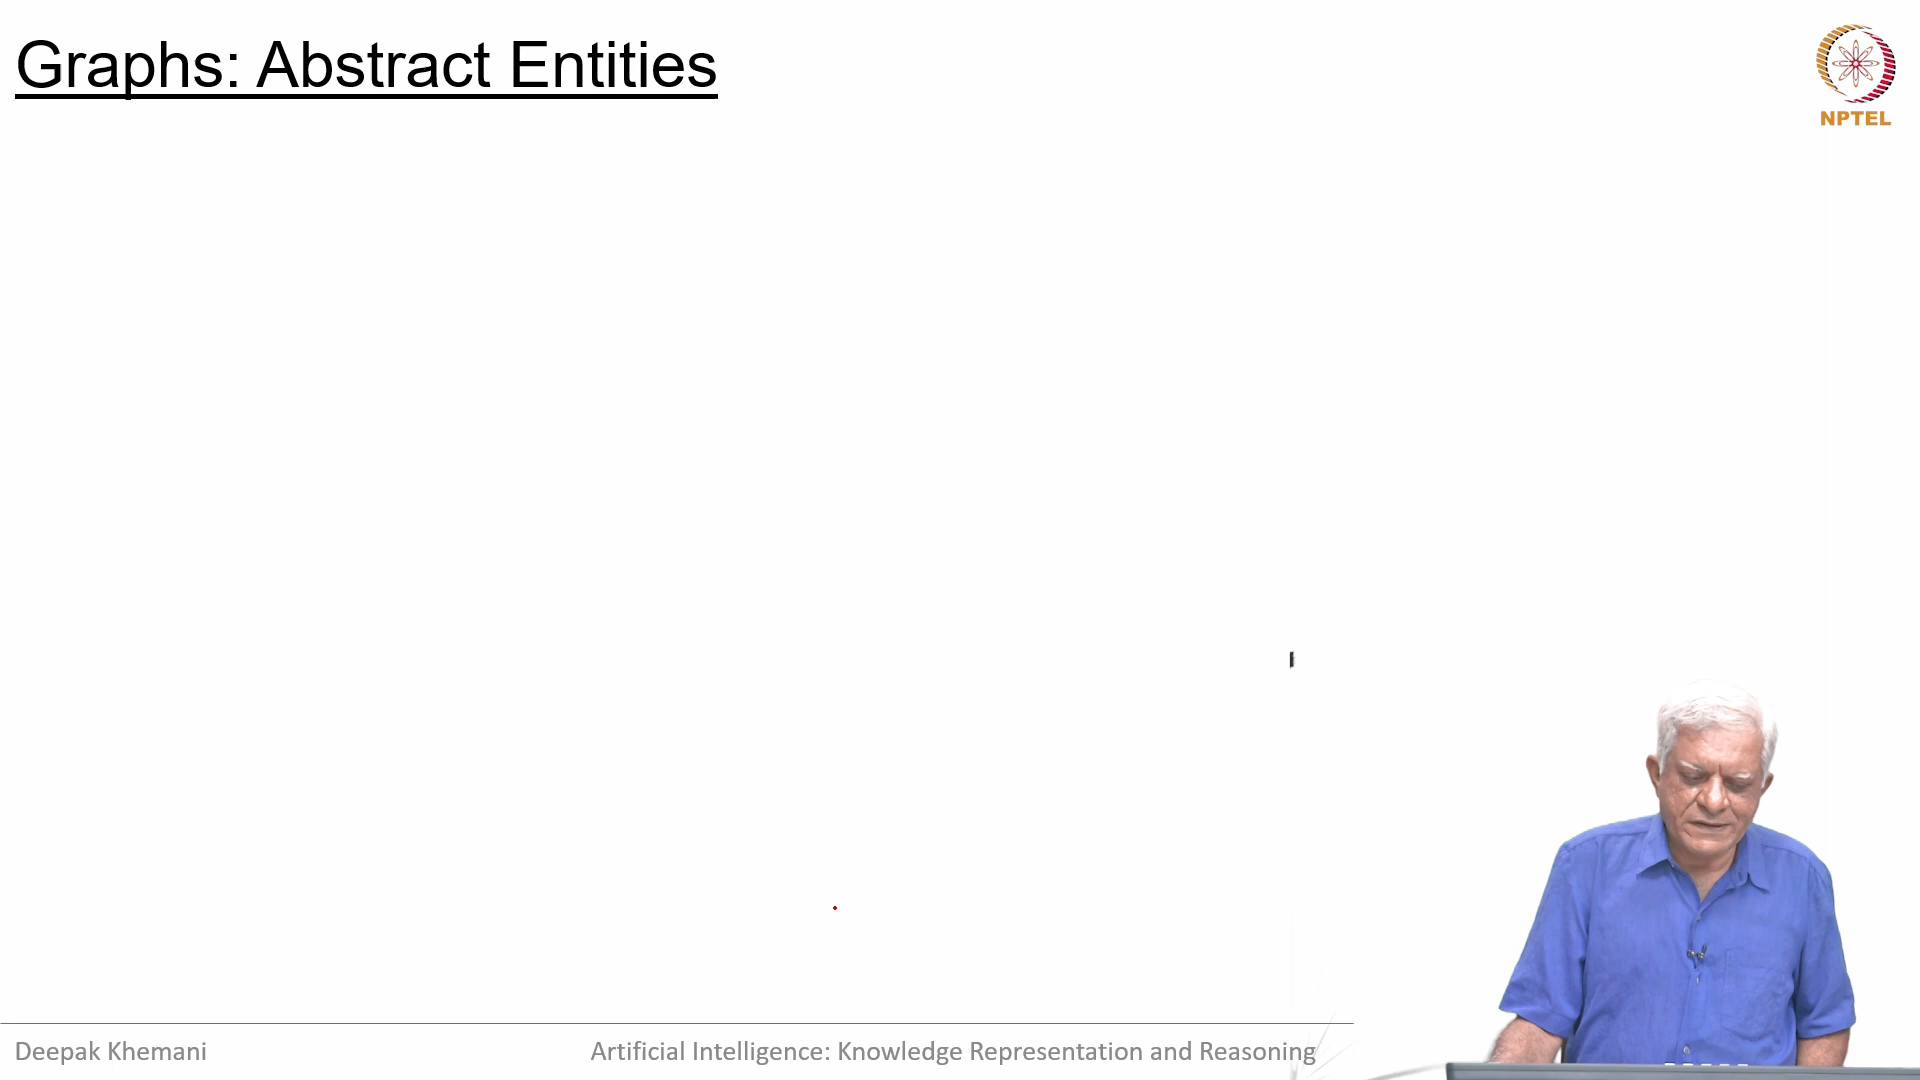 Graphs: Abstract Entities
NPTEL
Deepak Khemani
Artificial Intelligence: Knowledge Representation and Reasoning